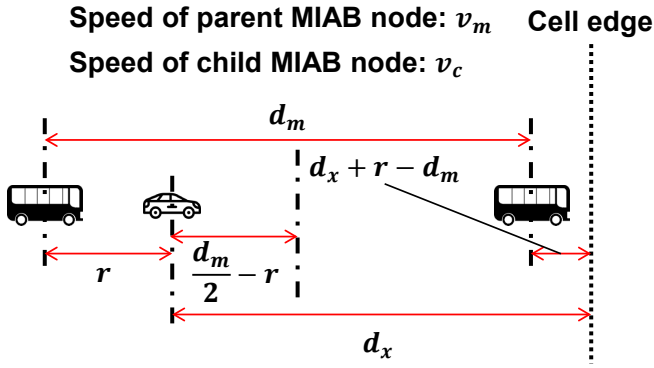 Speed of parent MIAB node: v_m Cell edge
Speed of child MIAB node: v_c
d_m
d_x + r − d_m
r
d_m/2 − r
d_x